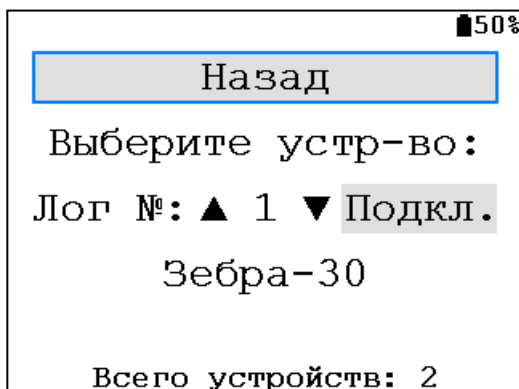 50%
Назад
Выберите устр-во:
Лог №: ▲ 1 ▼ Подкл.
Зебра-30
Всего устройств: 2